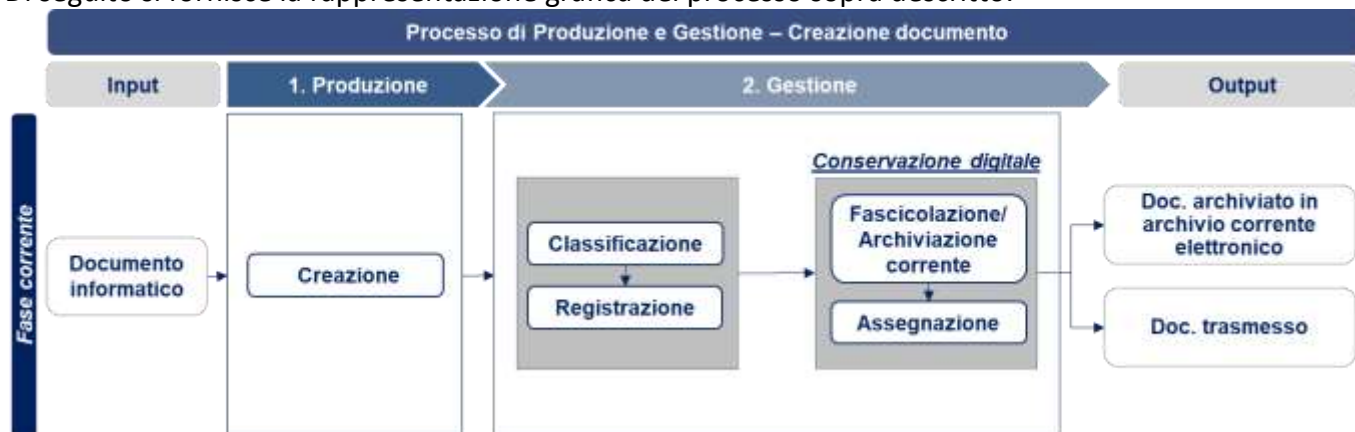 Di seguito si fornisce la rappresentazione grafica del processo sopra descritto:
Processo di Produzione e Gestione – Creazione documento
Input
1. Produzione
2. Gestione
Output
Fase corrente
Documento
informatico
Creazione
Classificazione
Registrazione
Conservazione digitale
Fascicolazione/
Archiviazione
corrente
Assegnazione
Doc. archiviato in
archivio corrente
elettronico
Doc. trasmesso